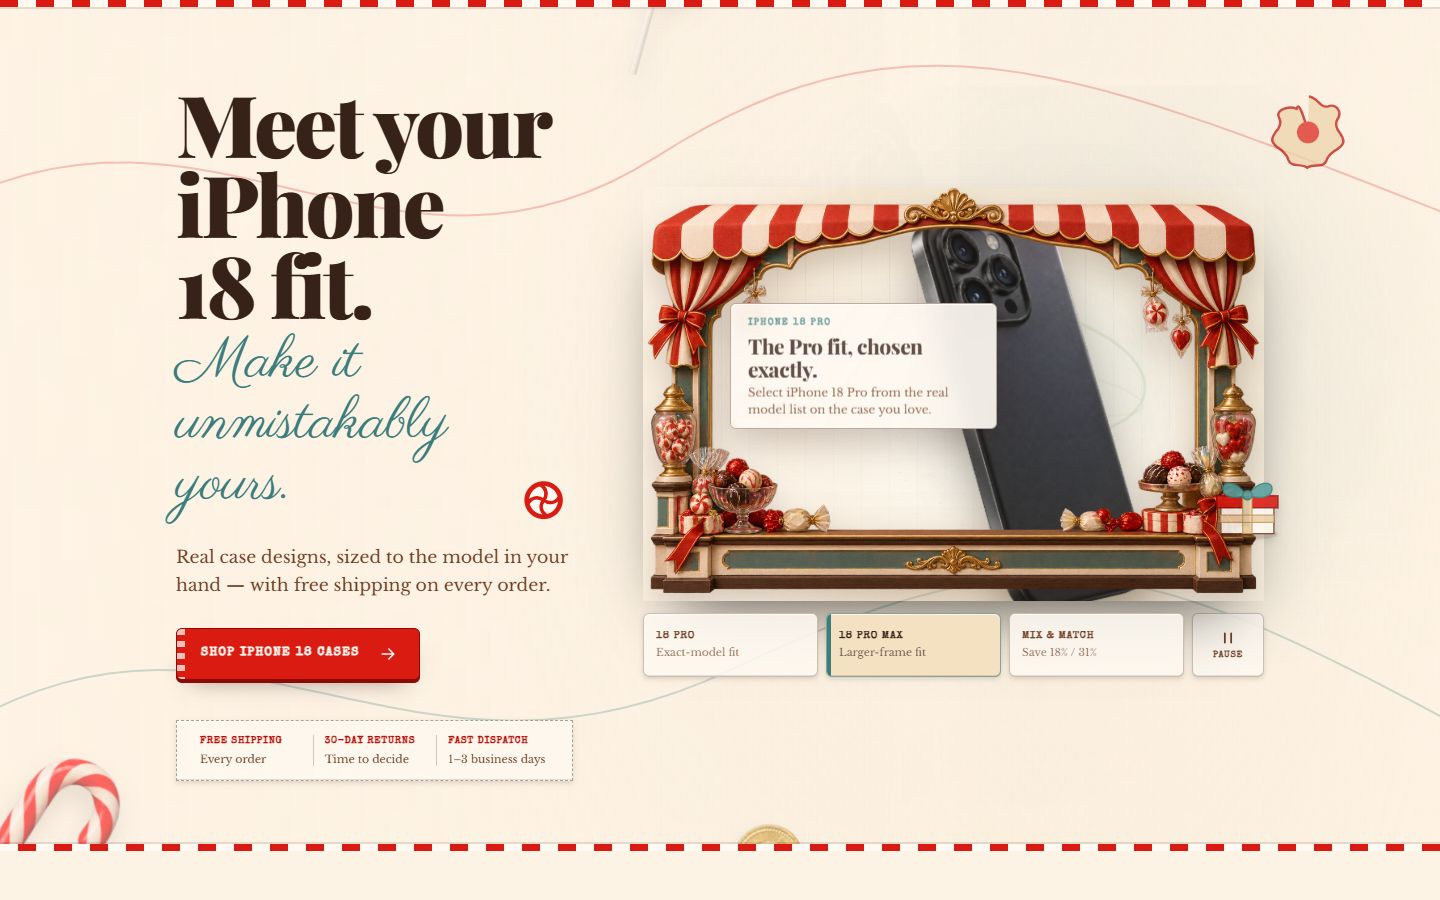 Meet your
iPhone
18 fit.
Make it
unmistakably
yours.
Real case designs, sized to the model in your
hand — with free shipping on every order.
SHOP IPHONE 18 CASES →
FREE SHIPPING
Every order
30-DAY RETURNS
Time to decide
FAST DISPATCH
1–3 business days
IPHONE 18 PRO
The Pro fit, chosen
exactly.
Select iPhone 18 Pro from the real
model list on the case you love.
18 PRO
Exact-model fit
18 PRO MAX
Larger-frame fit
MIX & MATCH
Save 18% / 31%
PAUSE